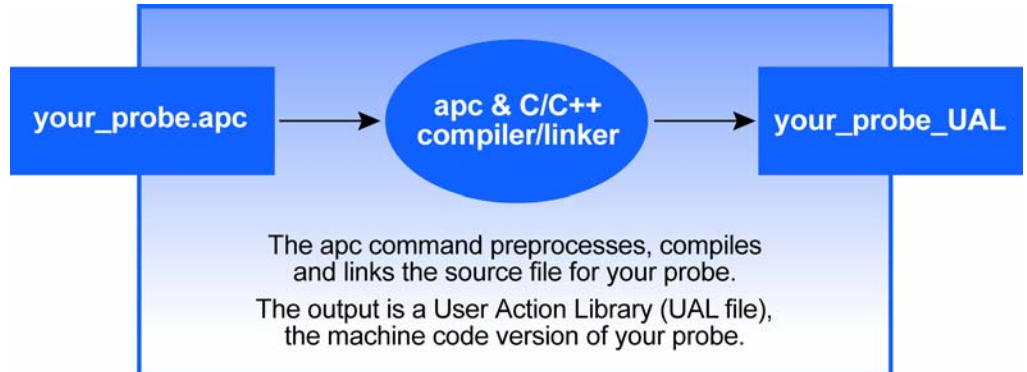 your_probe.apc
apc & C/C++
compiler/linker
your_probe_UAL
The apc command preprocesses, compiles
and links the source file for your probe.
The output is a User Action Library (UAL file),
the machine code version of your probe.